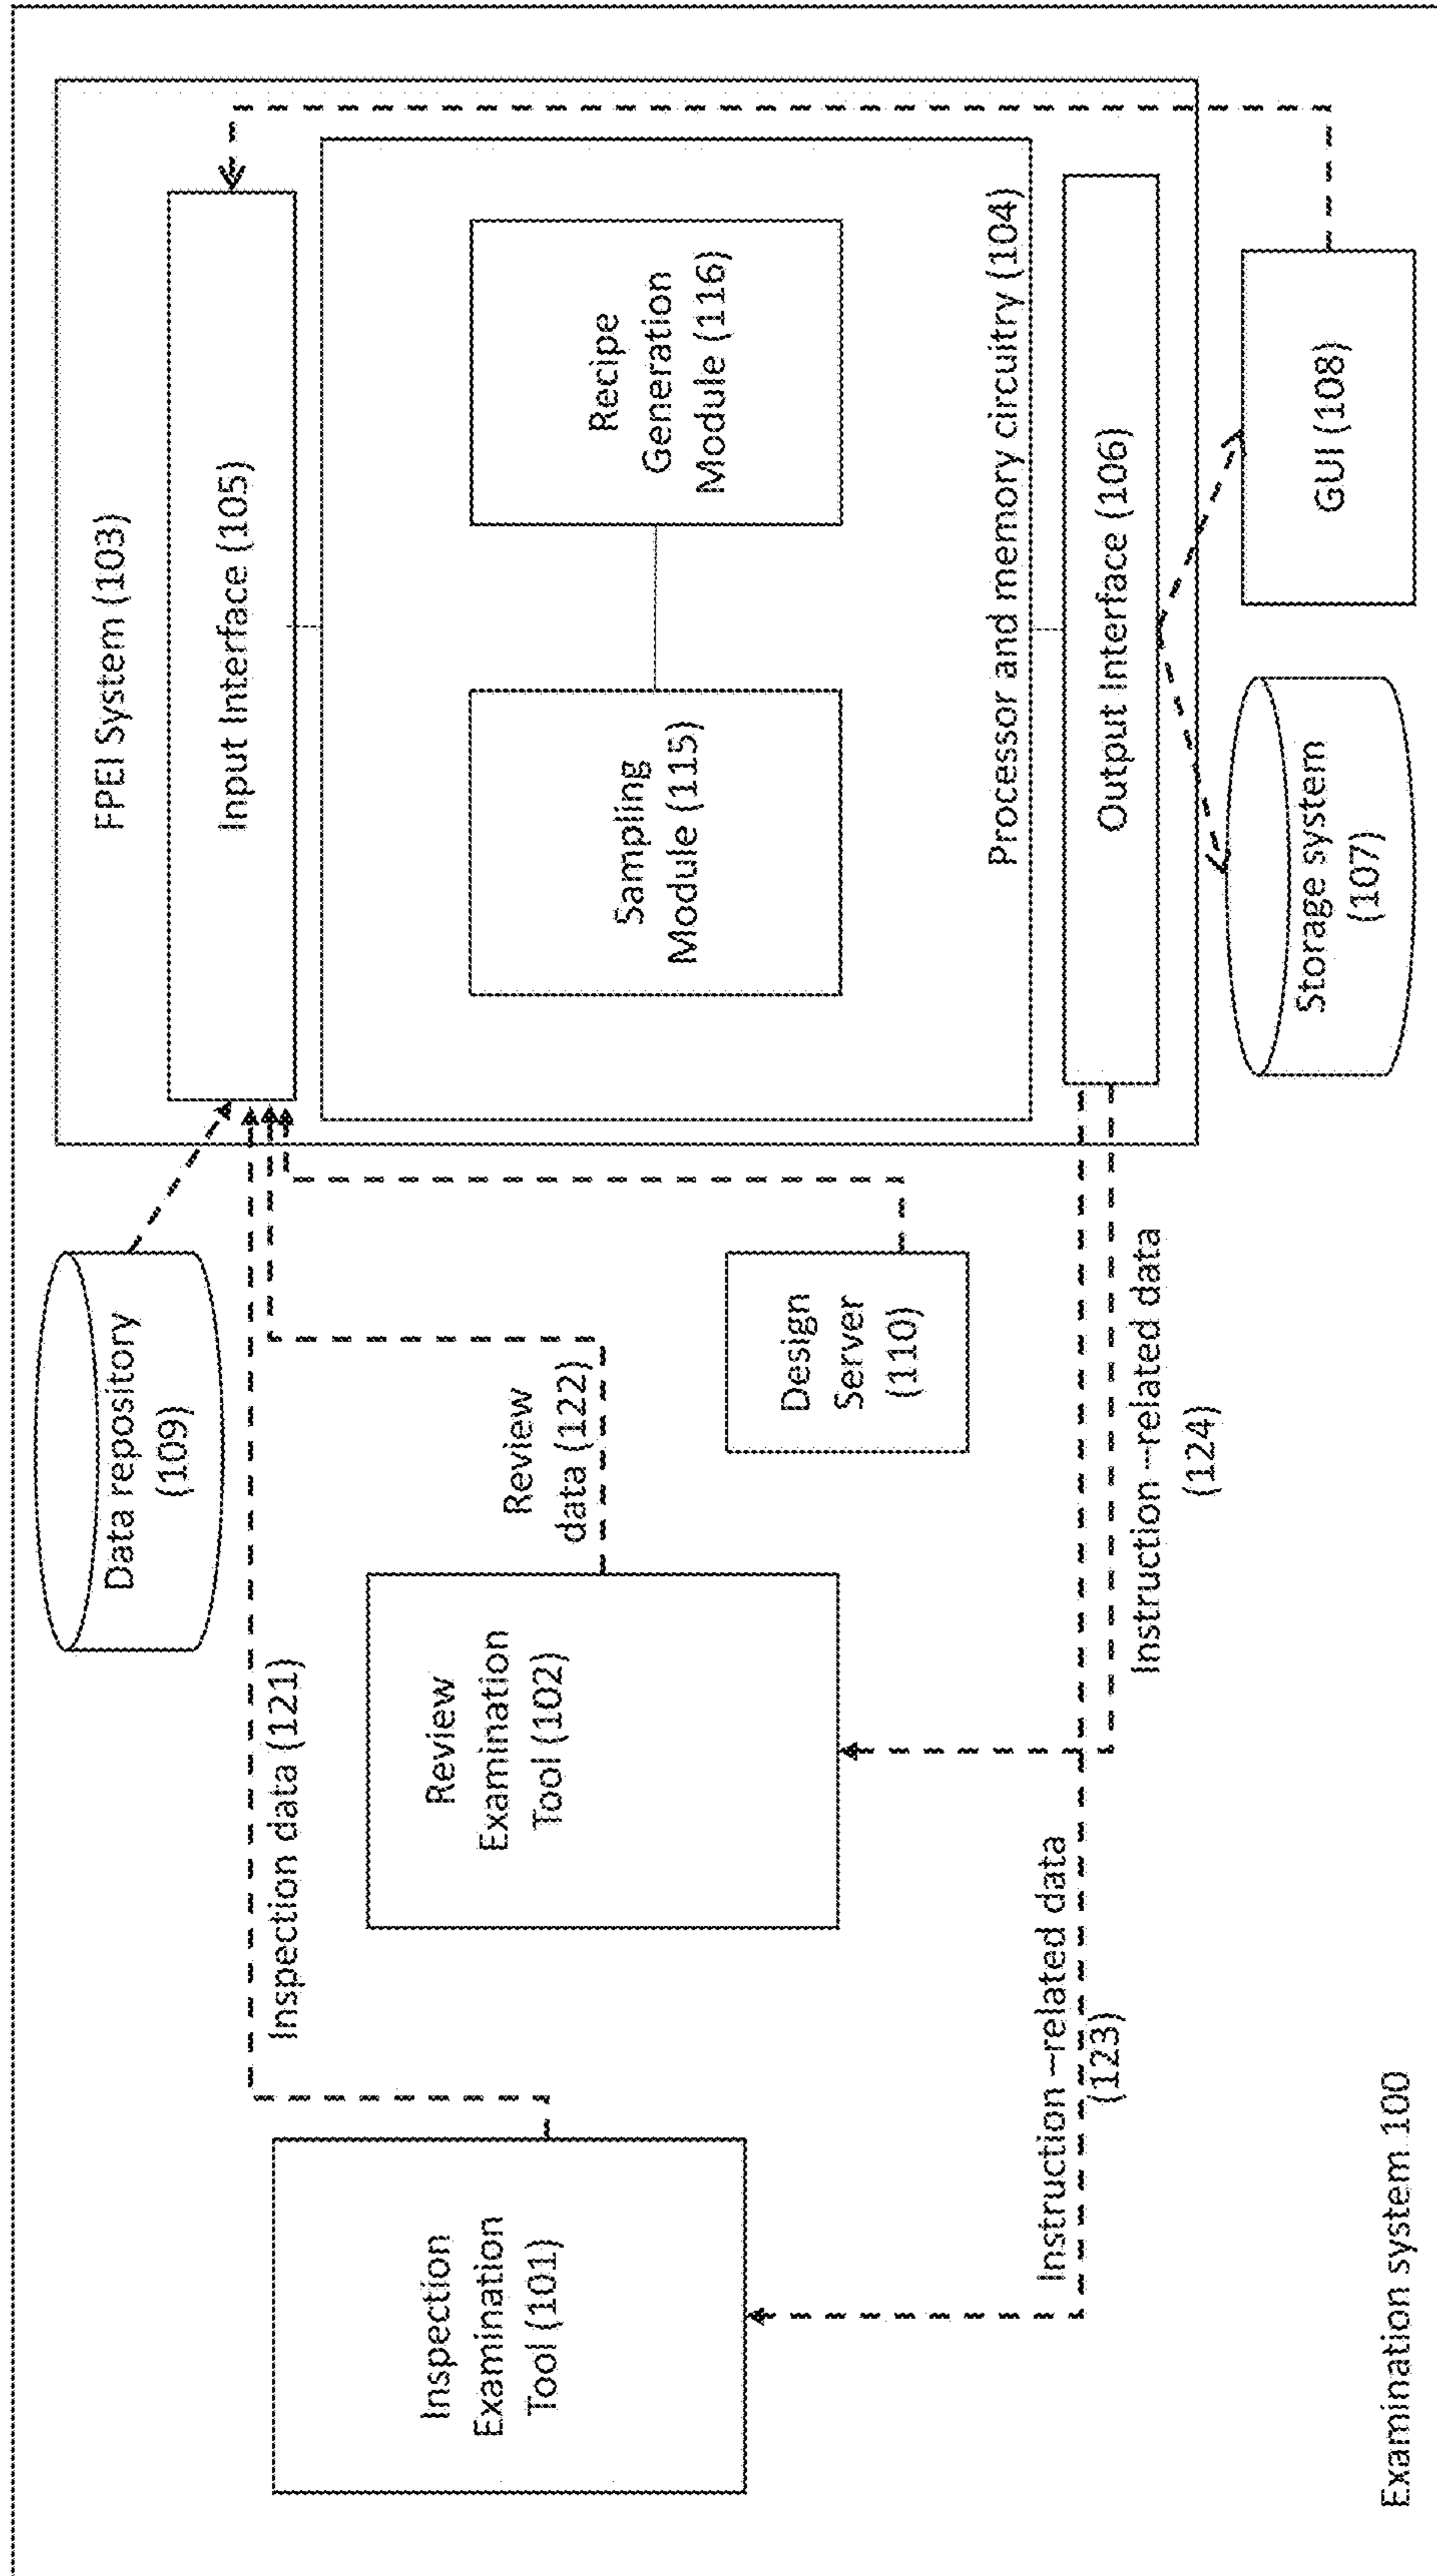 FPEI System (103)
Input Interface (105)
Sampling
Module (115)
Recipe
Generation
Module (116)
Processor and memory circuitry (104)
Output Interface (106)
Storage system
(107)
GUI (108)
Data repository
(109)
Inspection data (121)
Review
data (122)
Design
Server
(110)
Review
Examination
Tool (102)
Inspection
Examination
Tool (101)
Instruction –related data
(123)
Instruction –related data
(124)
Examination system 100